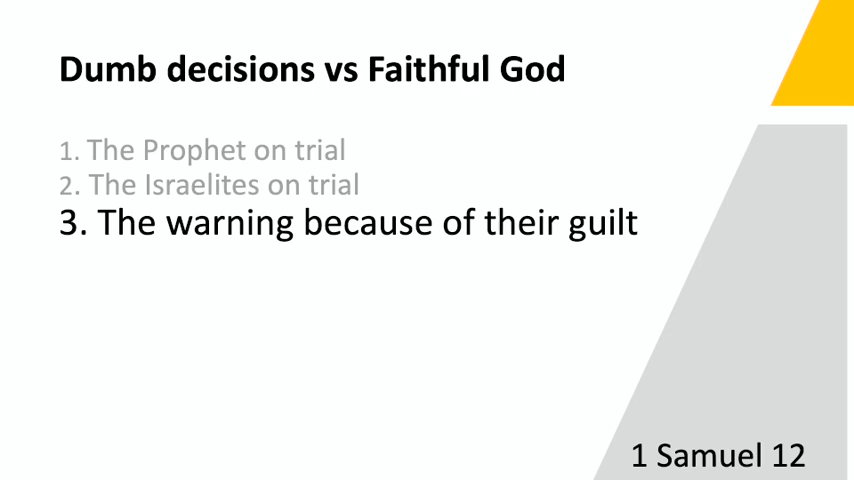 Dumb decisions vs Faithful God
1. The Prophet on trial
2. The Israelites on trial
3. The warning because of their guilt
1 Samuel 12